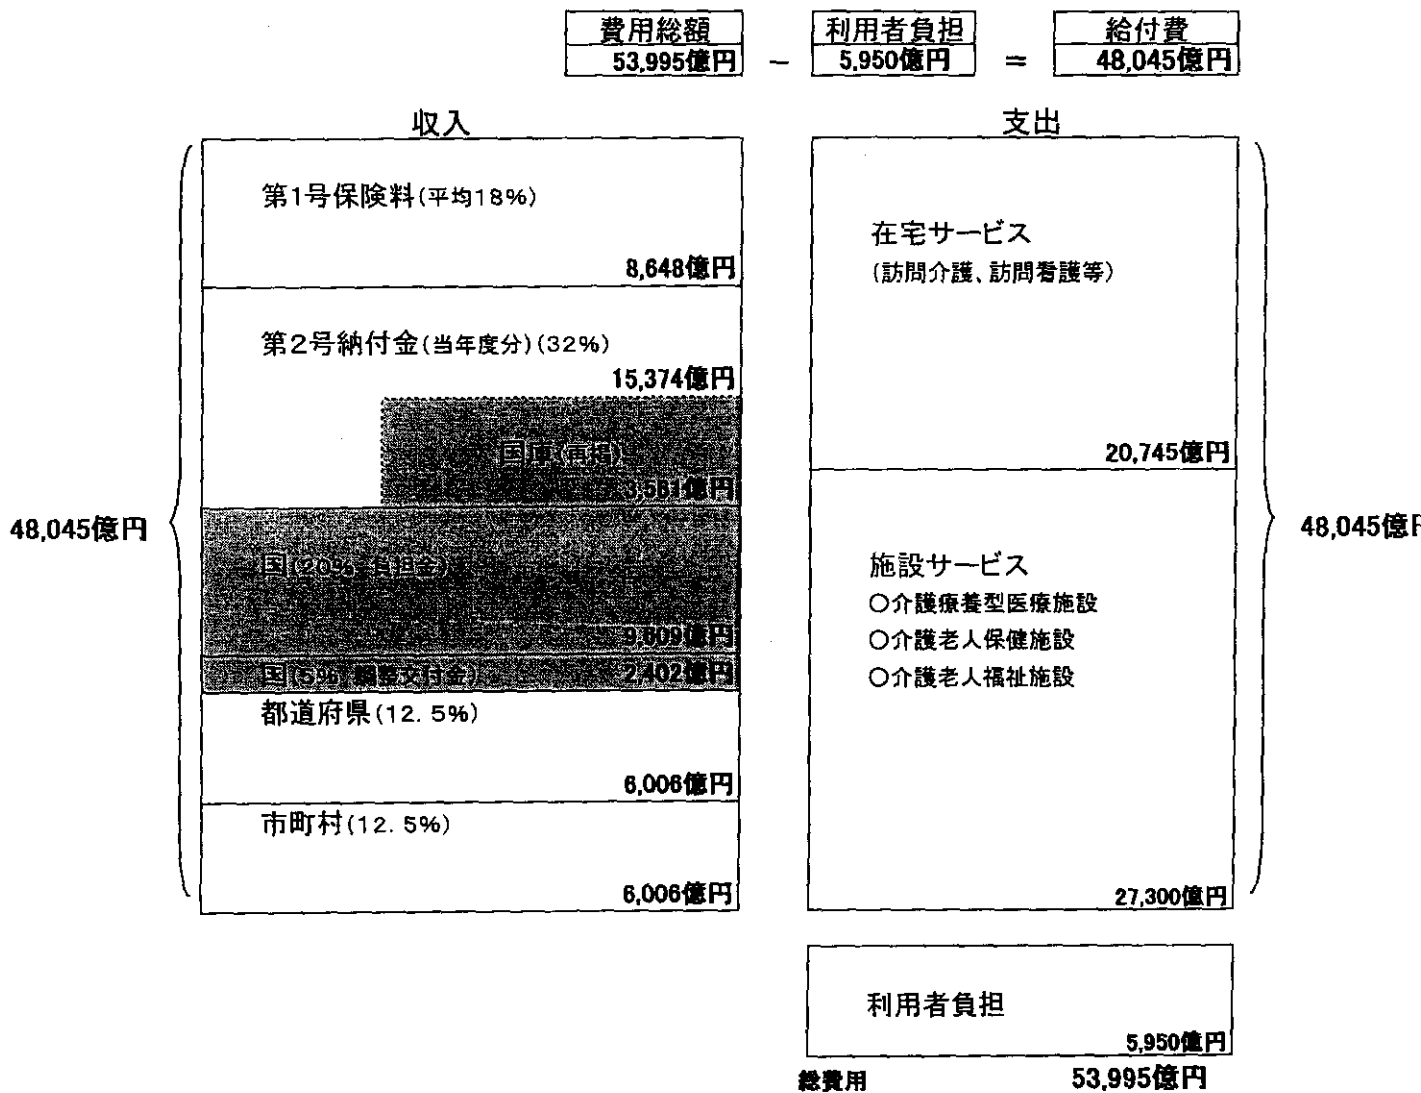 費用総額
53,995億円
－
利用者負担
5,950億円
＝
給付費
48,045億円
収入
第1号保険料(平均18%)
8,648億円
第2号納付金(当年度分)(32%)
15,374億円
国庫(再掲)
3,561億円
国(20% 負担金)
9,609億円
国(5% 調整交付金)
2,402億円
都道府県(12.5%)
6,006億円
市町村(12.5%)
6,006億円
48,045億円
支出
在宅サービス
(訪問介護、訪問看護等)
20,745億円
施設サービス
○介護療養型医療施設
○介護老人保健施設
○介護老人福祉施設
27,300億円
48,045億円
利用者負担
5,950億円
総費用 53,995億円